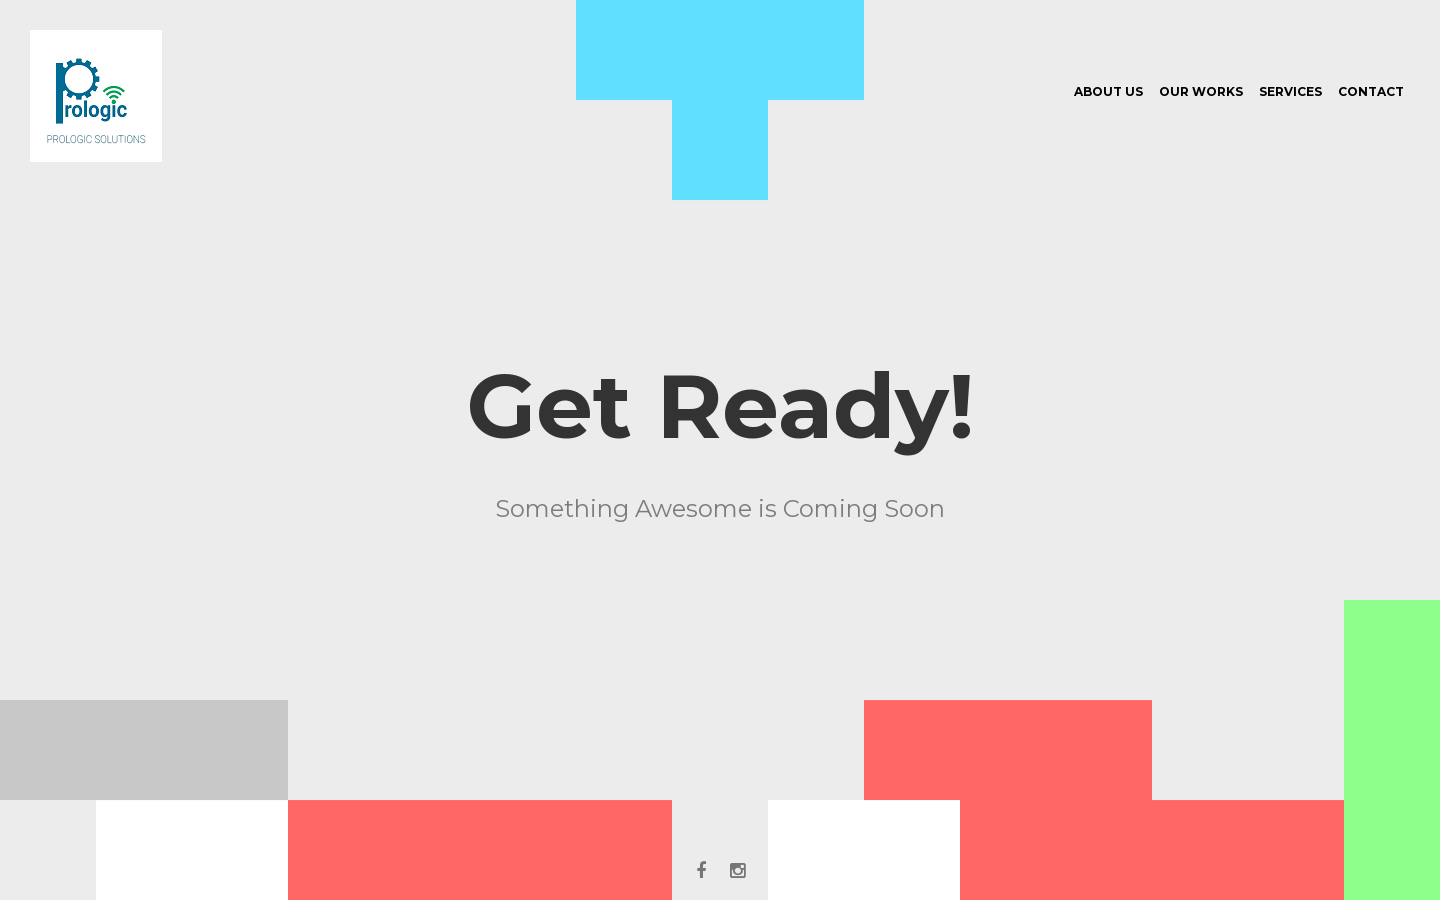 Prologic
PROLOGIC SOLUTIONS
ABOUT US OUR WORKS SERVICES CONTACT
Get Ready!
Something Awesome is Coming Soon